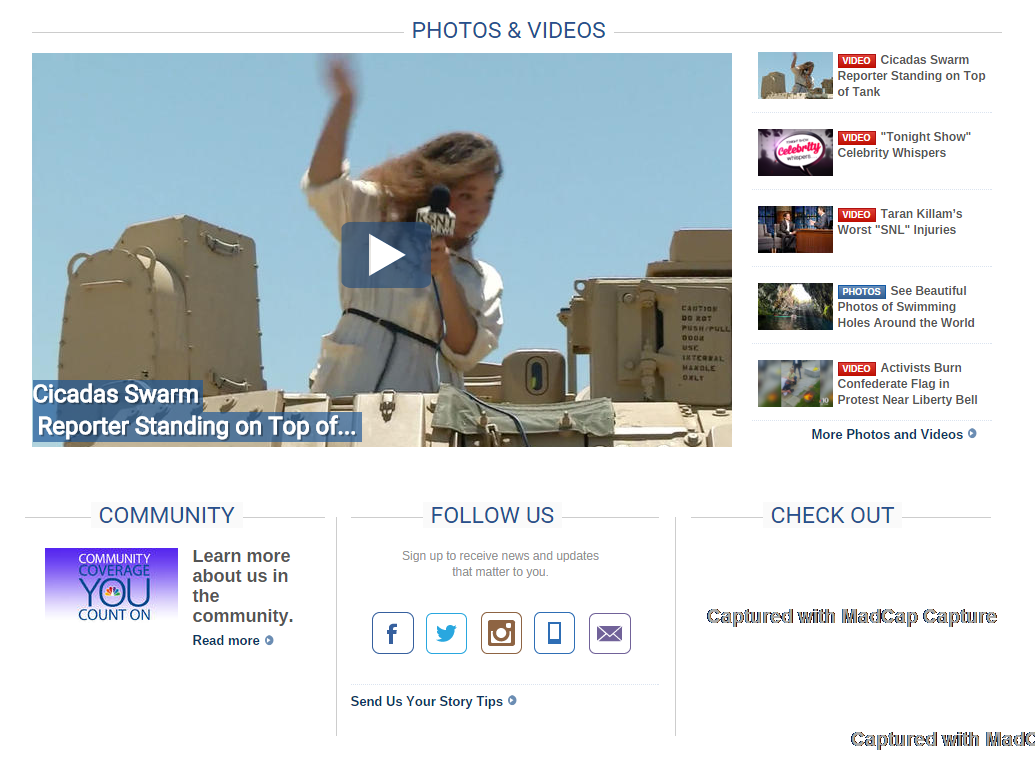 PHOTOS & VIDEOS
KSNT
NEWS
CAUTION
DO NOT
PUSH/PULL
DOOR
USE
INTERNAL
HANDLE
ONLY
Cicadas Swarm
Reporter Standing on Top of...
VIDEO Cicadas Swarm
Reporter Standing on Top
of Tank
VIDEO "Tonight Show"
Celebrity Whispers
Celebrity
whispers
VIDEO Taran Killam's
Worst "SNL" Injuries
PHOTOS See Beautiful
Photos of Swimming
Holes Around the World
VIDEO Activists Burn
Confederate Flag in
Protest Near Liberty Bell
More Photos and Videos
COMMUNITY
COMMUNITY
COVERAGE
YOU
COUNT ON
Learn more
about us in
the
community.
Read more
FOLLOW US
Sign up to receive news and updates
that matter to you.
Send Us Your Story Tips
CHECK OUT
Captured with MadCap Capture
Captured with MadC